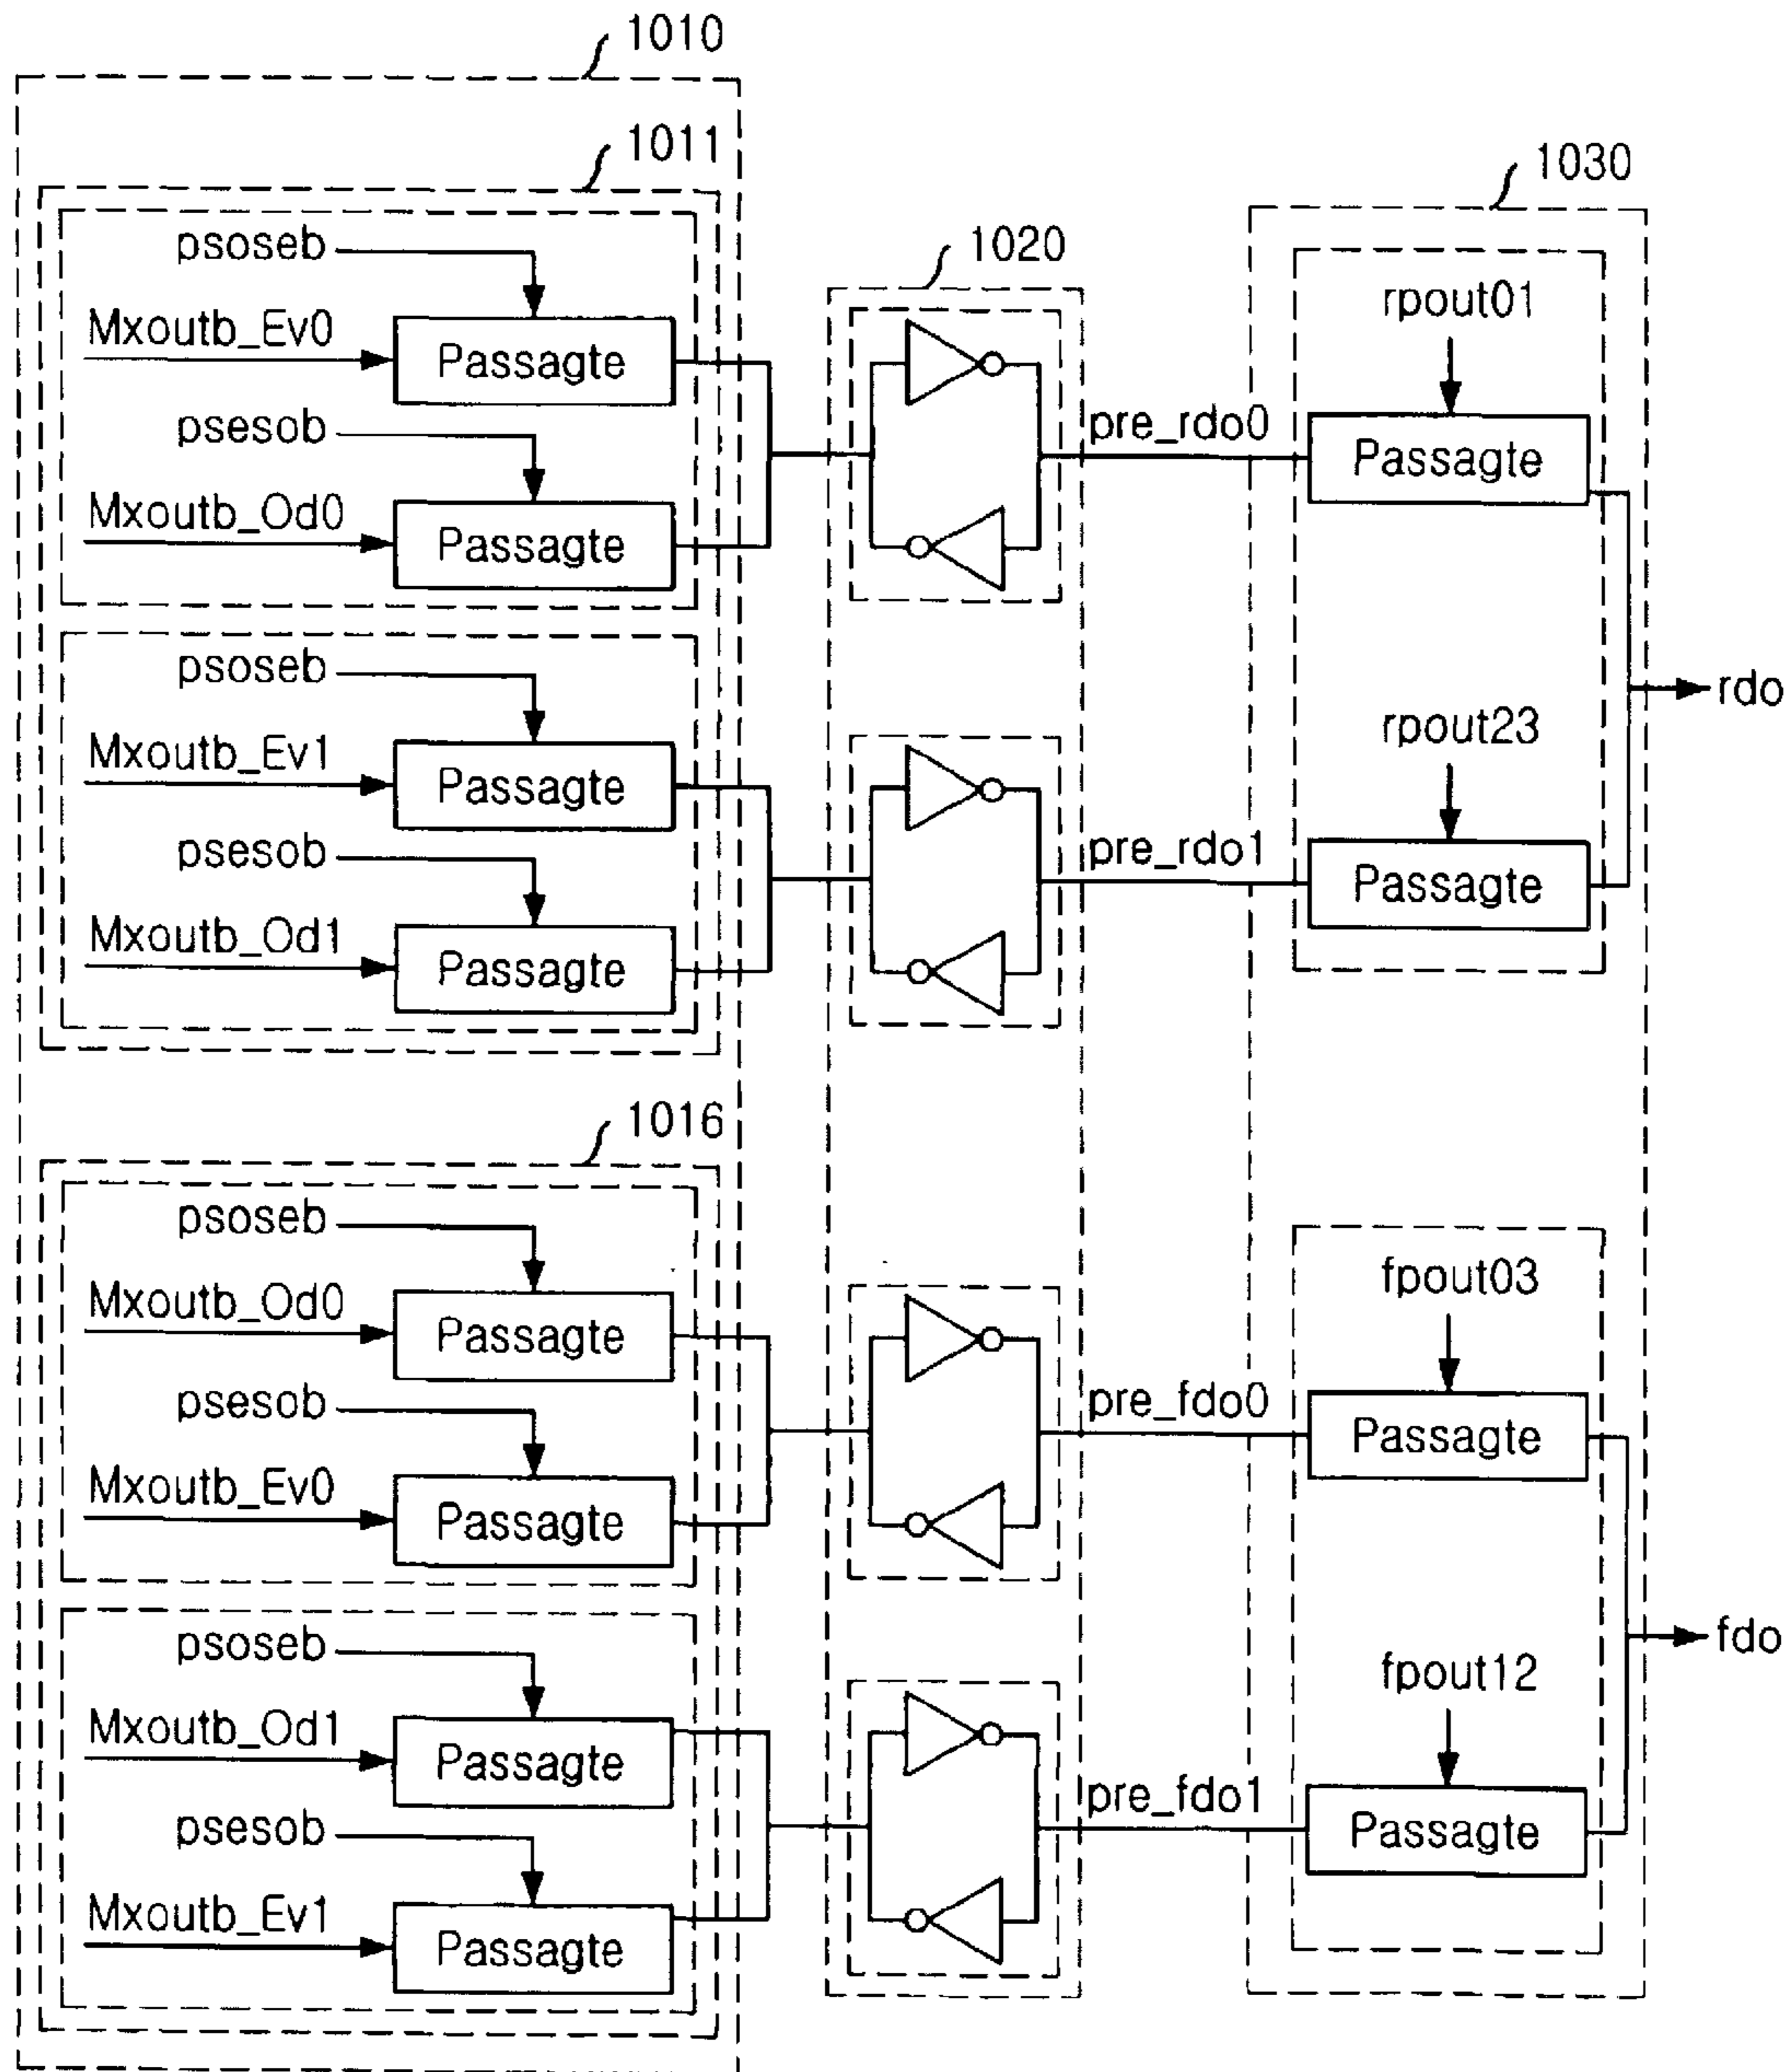 1010
1011
psoseb
Mxoutb_Ev0
Passagte
psesob
Mxoutb_Od0
Passagte
psoseb
Mxoutb_Ev1
Passagte
psesob
Mxoutb_Od1
Passagte
1016
psoseb
Mxoutb_Od0
Passagte
psesob
Mxoutb_Ev0
Passagte
psoseb
Mxoutb_Od1
Passagte
psesob
Mxoutb_Ev1
Passagte
1020
pre_rdo0
pre_rdo1
pre_fdo0
pre_fdo1
1030
rpout01
Passagte
rpout23
Passagte
rdo
fpout03
Passagte
fpout12
Passagte
fdo